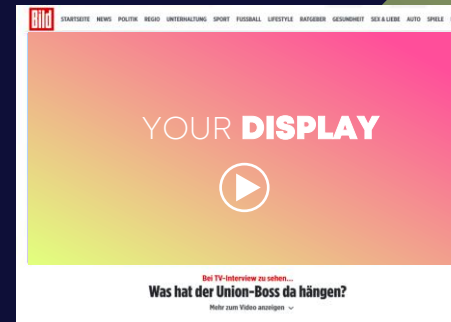 Bild STARTSEITE NEWS POLITIK REGIO UNTERHALTUNG SPORT FUSSBALL LIFESTYLE RATGEBER GESUNDHEIT SEX & LIEBE AUTO SPIELE
YOUR DISPLAY
Bei TV-Interview zu sehen...
Was hat der Union-Boss da hängen?
Mehr zum Video anzeigen